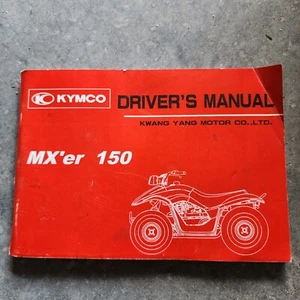 KYMCO
DRIVER'S MANUAL
KWANG YANG MOTOR CO.,LTD.
MX'er 150